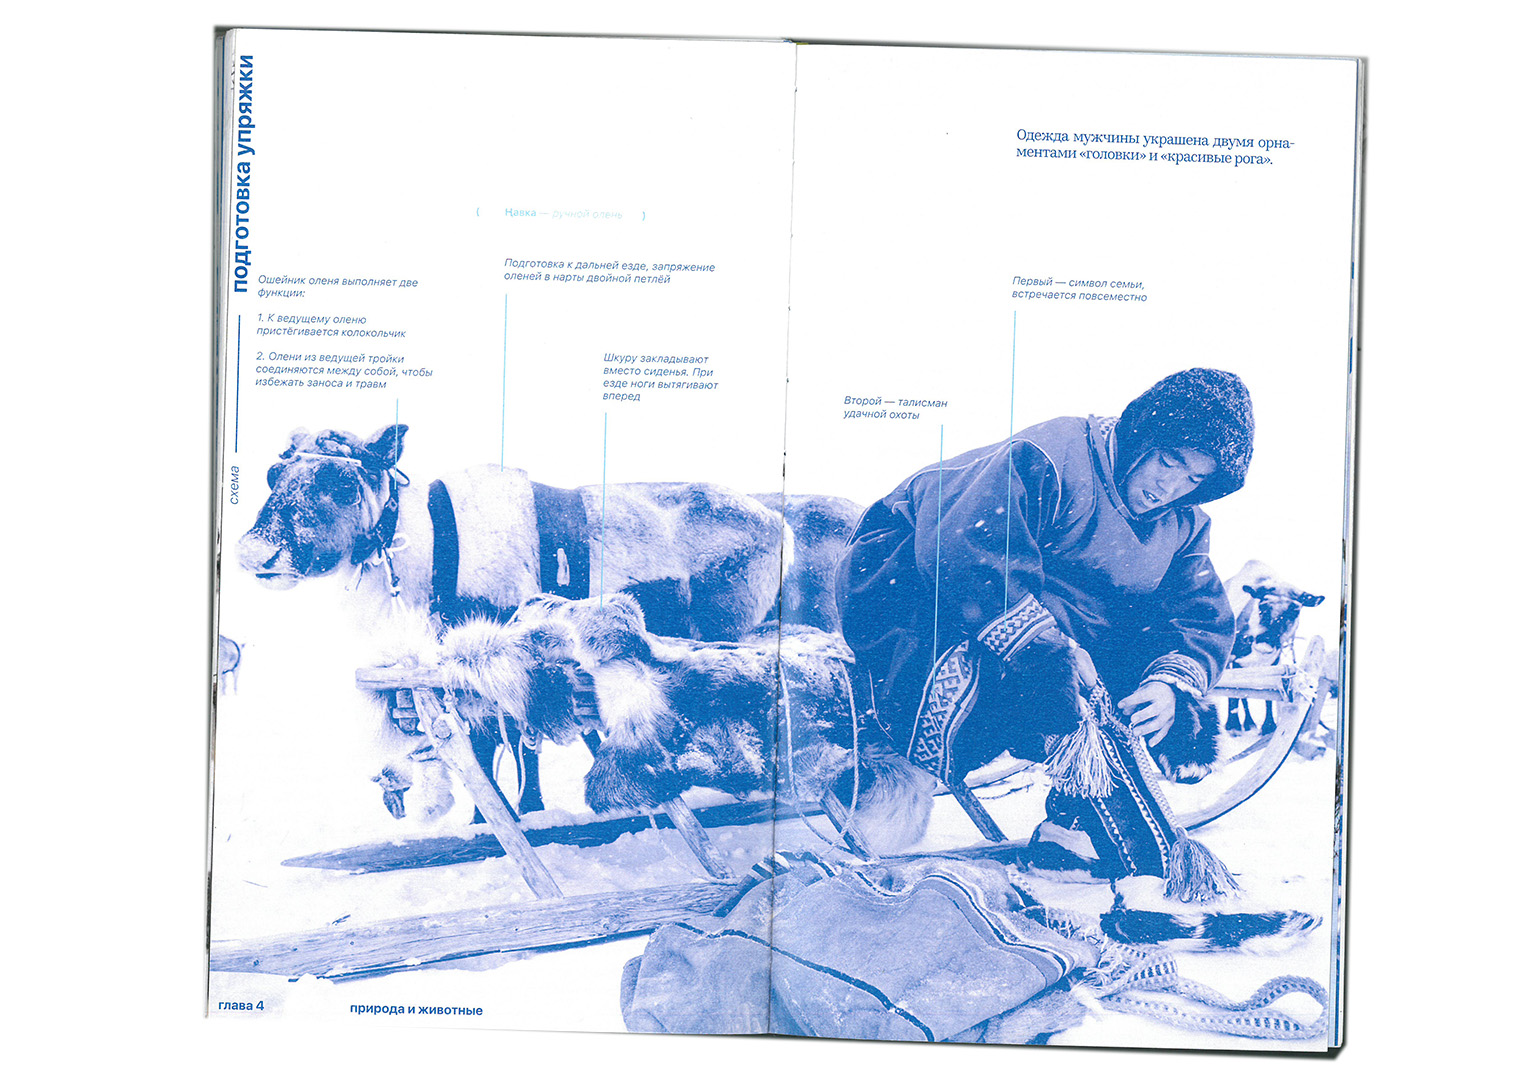 подготовка упряжки
схема
( Ӊавка — ручной олень )
Ошейник оленя выполняет две
функции:
1. К ведущему оленю
пристёгивается колокольчик
2. Олени из ведущей тройки
соединяются между собой, чтобы
избежать заноса и травм
Подготовка к дальней езде, запряжение
оленей в нарты двойной петлёй
Шкуру закладывают
вместо сиденья. При
езде ноги вытягивают
вперед
Одежда мужчины украшена двумя орна-
ментами «головки» и «красивые рога».
Первый — символ семьи,
встречается повсеместно
Второй — талисман
удачной охоты
глава 4
природа и животные